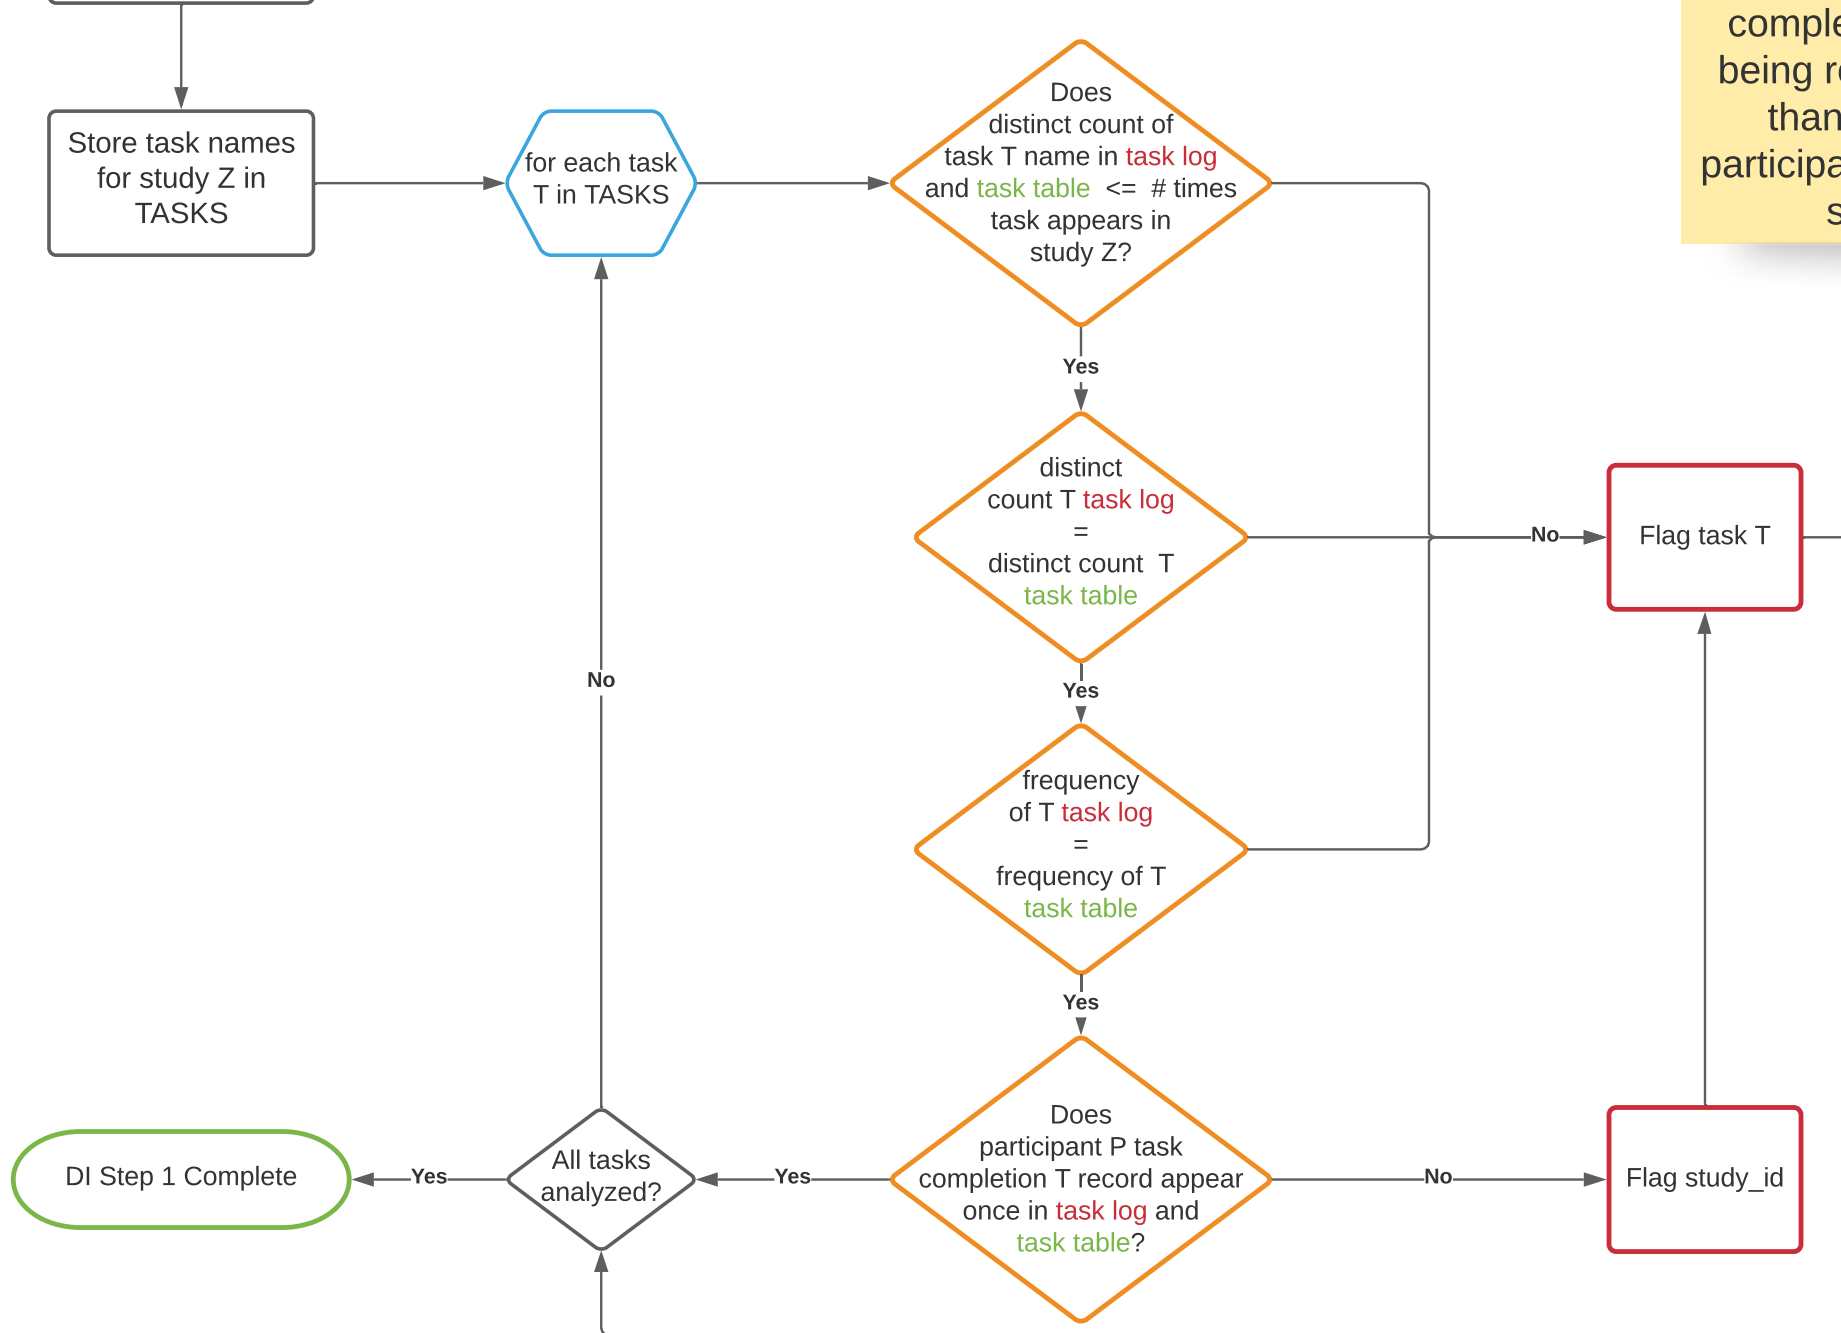 Store task names
for study Z in
TASKS
for each task
T in TASKS
Does
distinct count of
task T name in task log
and task table <= # times
task appears in
study Z?
being
than
Yes
distinct
count T task log
=
distinct count T
task table
No
Flag task T
Yes
No
frequency
of T task log
=
frequency of T
task table
Yes
Does
participant P task
completion T record appear
once in task log and
task table?
Yes
No
Flag study_id
All tasks
analyzed?
Yes
DI Step 1 Complete